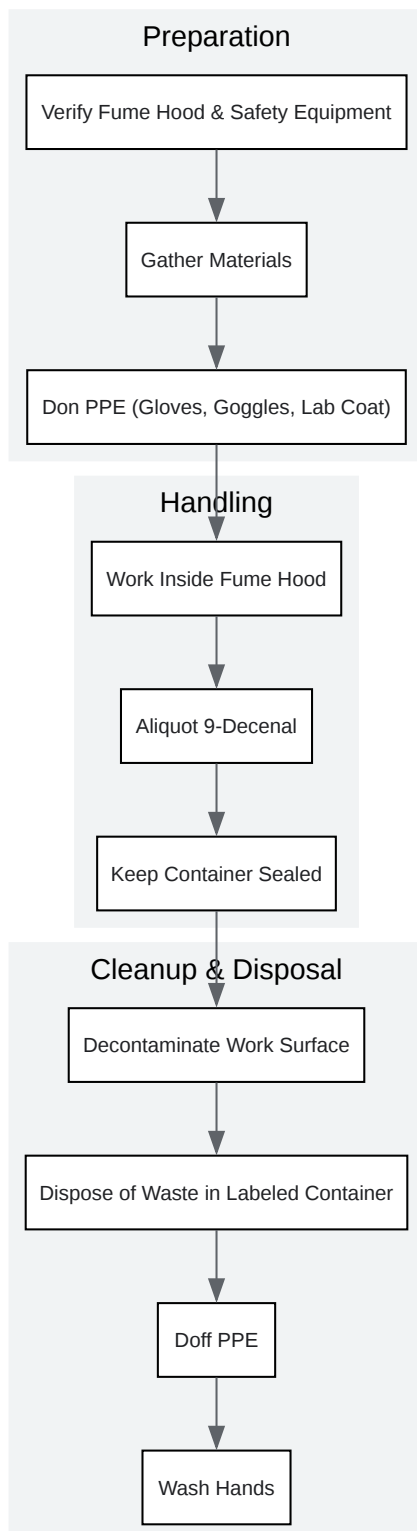 Preparation
Verify Fume Hood & Safety Equipment
Gather Materials
Don PPE (Gloves, Goggles, Lab Coat)
Handling
Work Inside Fume Hood
Aliquot 9-Decenal
Keep Container Sealed
Cleanup & Disposal
Decontaminate Work Surface
Dispose of Waste in Labeled Container
Doff PPE
Wash Hands